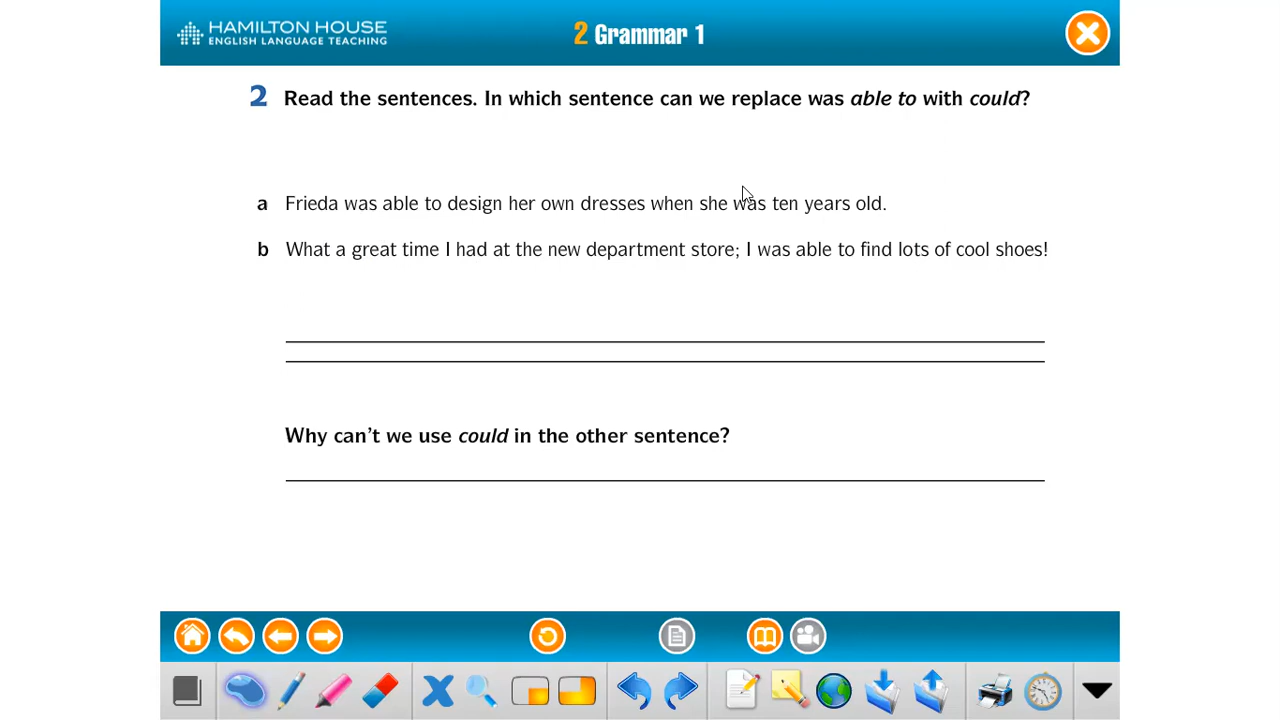 HAMILTON HOUSE
ENGLISH LANGUAGE TEACHING
2 Grammar 1
2 Read the sentences. In which sentence can we replace was able to with could?
a Frieda was able to design her own dresses when she was ten years old.
b What a great time I had at the new department store; I was able to find lots of cool shoes!
Why can't we use could in the other sentence?